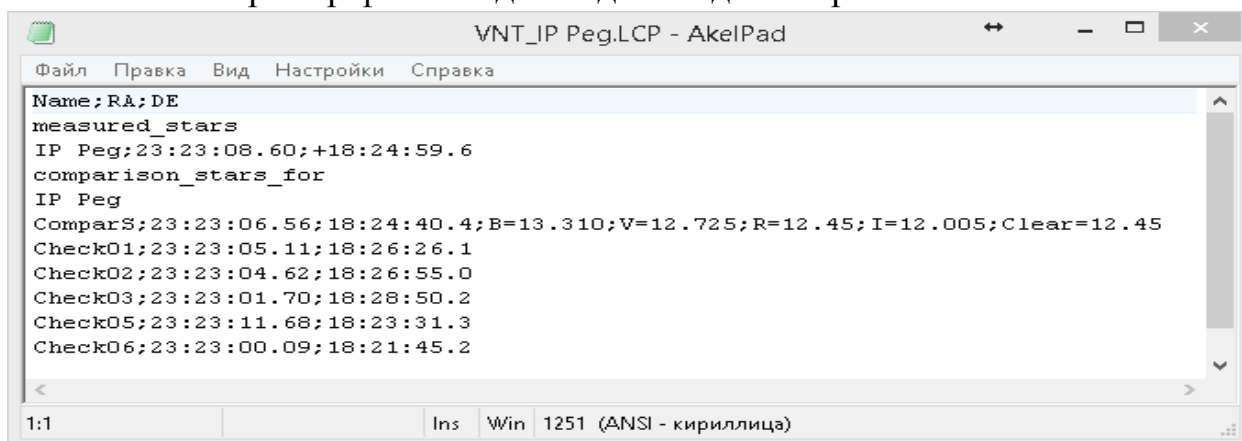 VNT_IP Peg.LCP - AkelPad
Файл Правка Вид Настройки Справка
Name;RA;DE
measured_stars
IP Peg;23:23:08.60;+18:24:59.6
comparison_stars_for
IP Peg
ComparS;23:23:06.56;18:24:40.4;B=13.310;V=12.725;R=12.45;I=12.005;Clear=12.45
Check01;23:23:05.11;18:26:26.1
Check02;23:23:04.62;18:26:55.0
Check03;23:23:01.70;18:28:50.2
Check05;23:23:11.68;18:23:31.3
Check06;23:23:00.09;18:21:45.2
1:1 Ins Win 1251 (ANSI - кириллица)